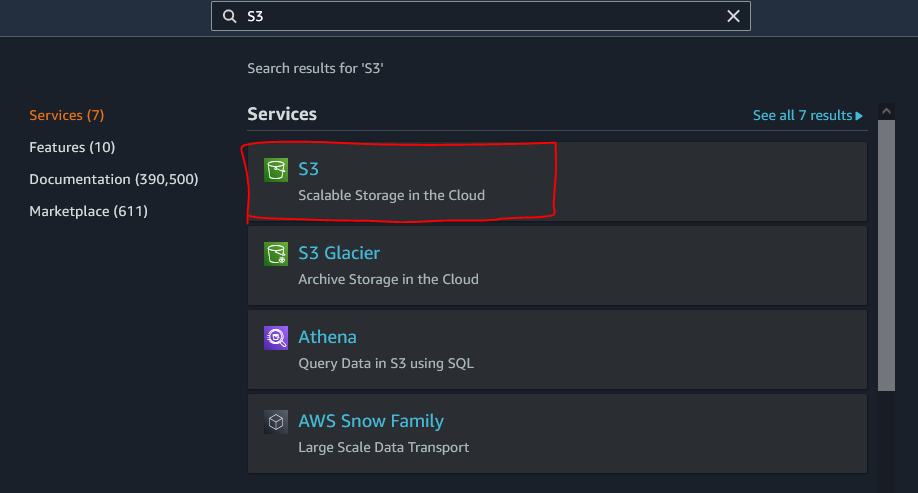 S3
Search results for 'S3'
Services (7)
Features (10)
Documentation (390,500)
Marketplace (611)
Services
See all 7 results
S3
Scalable Storage in the Cloud
S3 Glacier
Archive Storage in the Cloud
Athena
Query Data in S3 using SQL
AWS Snow Family
Large Scale Data Transport